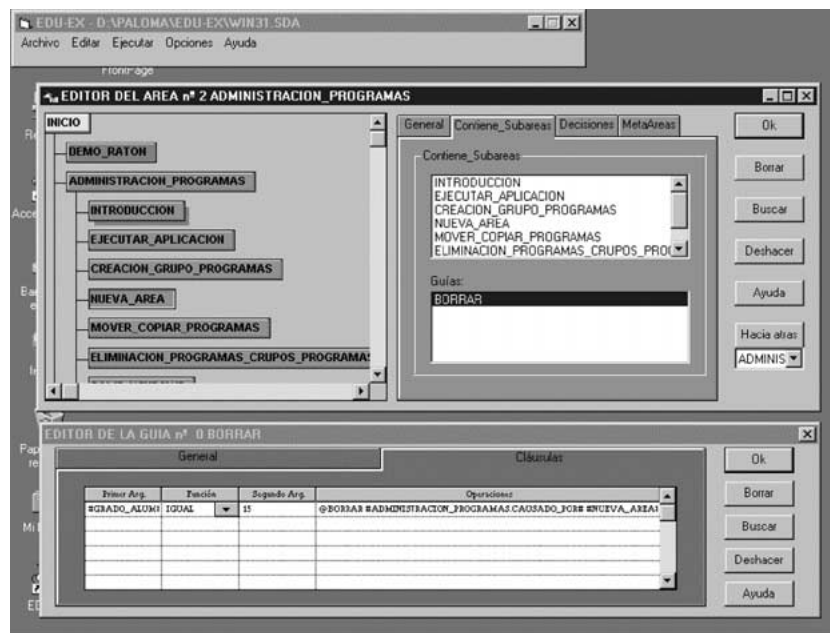 EDU-EX - D:\PALOMA\EDU-EX\WIN31.SDA
Archivo Editar Ejecutar Opciones Ayuda
FrontPage
EDITOR DEL AREA nº 2 ADMINISTRACION_PROGRAMAS
INICIO
DEMO_RATON
ADMINISTRACION_PROGRAMAS
INTRODUCCION
EJECUTAR_APLICACION
CREACION_GRUPO_PROGRAMAS
NUEVA_AREA
MOVER_COPIAR_PROGRAMAS
ELIMINACION_PROGRAMAS_CRUPOS_PROGRAMA
General Contiene_Subareas Decisiones MetaAreas
Contiene_Subareas
INTRODUCCION
EJECUTAR_APLICACION
CREACION_GRUPO_PROGRAMAS
NUEVA_AREA
MOVER_COPIAR_PROGRAMAS
ELIMINACION_PROGRAMAS_CRUPOS_PRO
Guías:
BORRAR
Ok
Borrar
Buscar
Deshacer
Ayuda
Hacia atras
ADMINIS
EDITOR DE LA GUIA nº 0 BORRAR
General Cláusulas
Primer Arg. Función Segundo Arg. Operaciones
#GRADO_ALUM IGUAL 15 @BORRAR #ADMINISTRACION_PROGRAMAS.CAUSADO_POR# #NUEVA_AREA
Ok
Borrar
Buscar
Deshacer
Ayuda